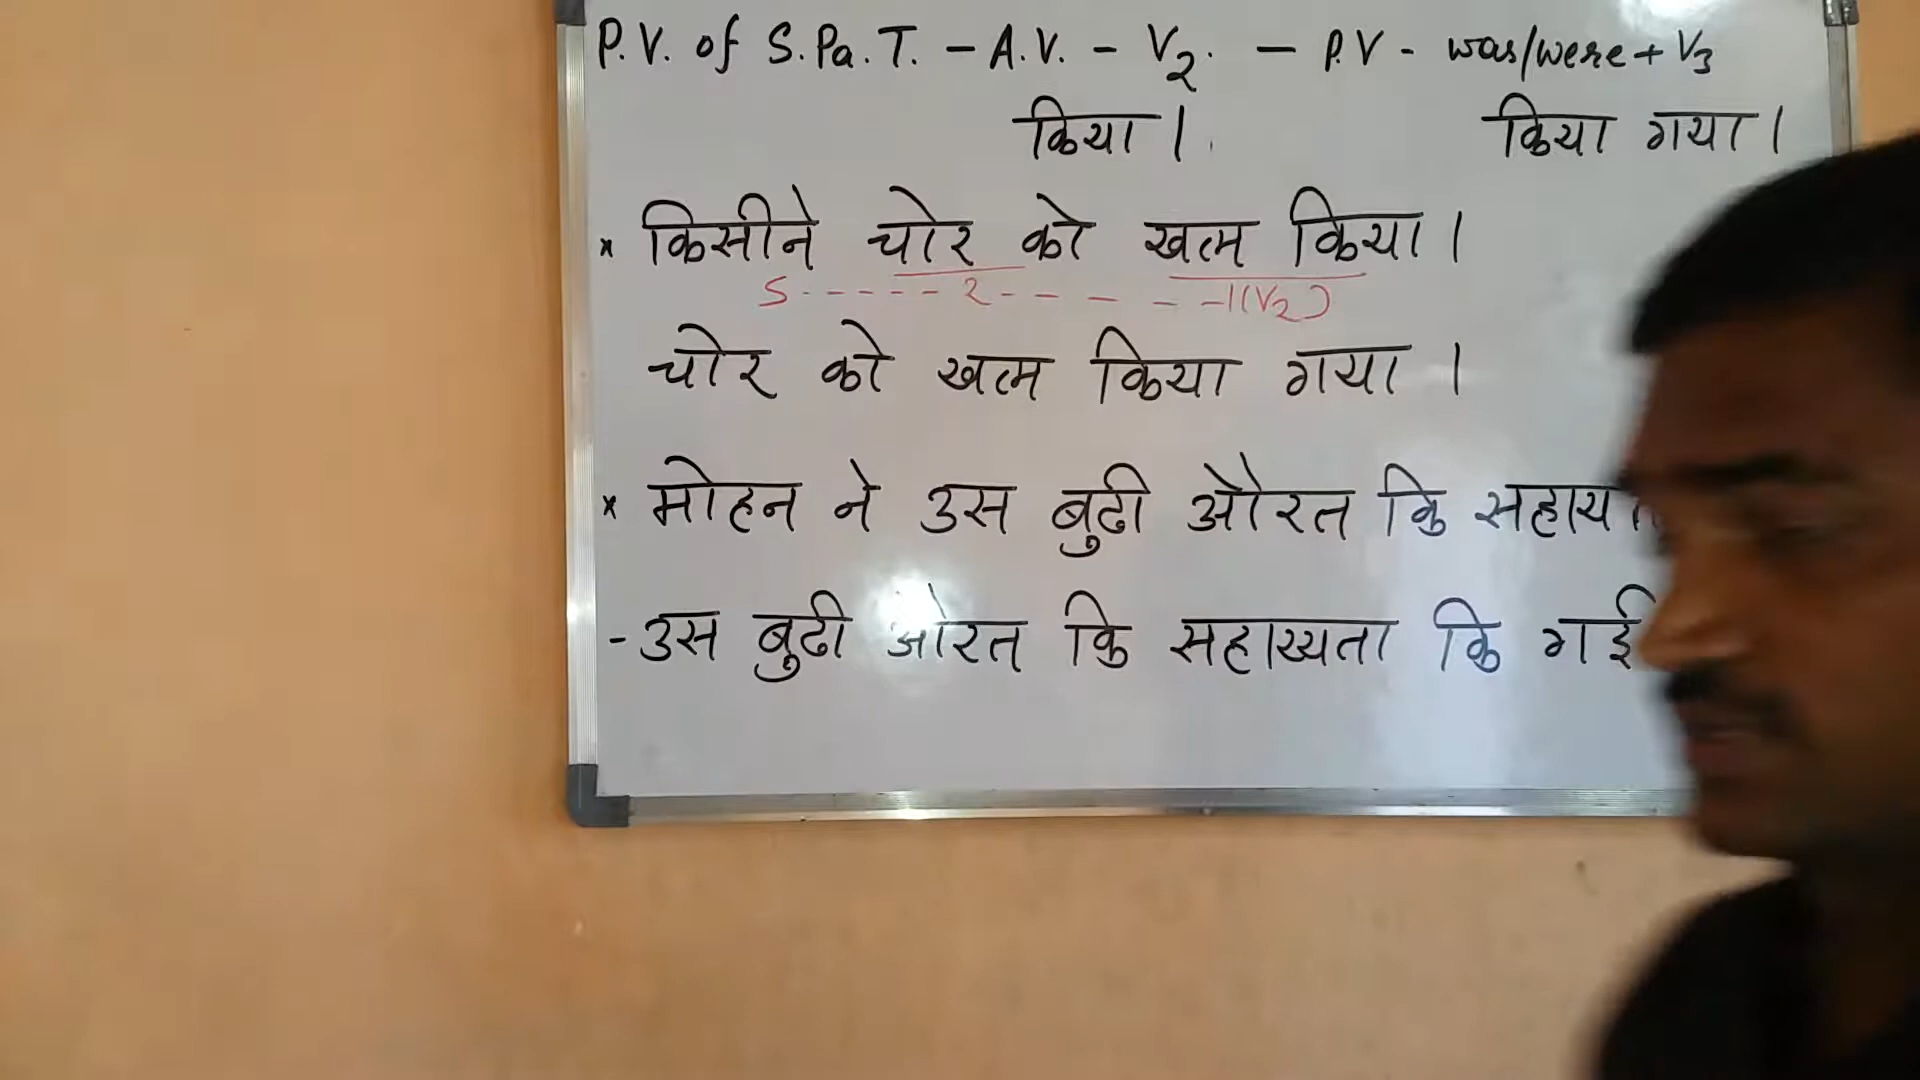 P.V. of S.Pa.T. - A.V. - V2. - P.V - was/were + V3
किया। किया गया।
* किसीने चोर को खत्म किया।
S - - - - - 2 - - - - - - 1(V2)
चोर को खत्म किया गया।
* मोहन ने उस बुढी औरत कि
- उस बुढी औरत कि सहाय्यता कि गई